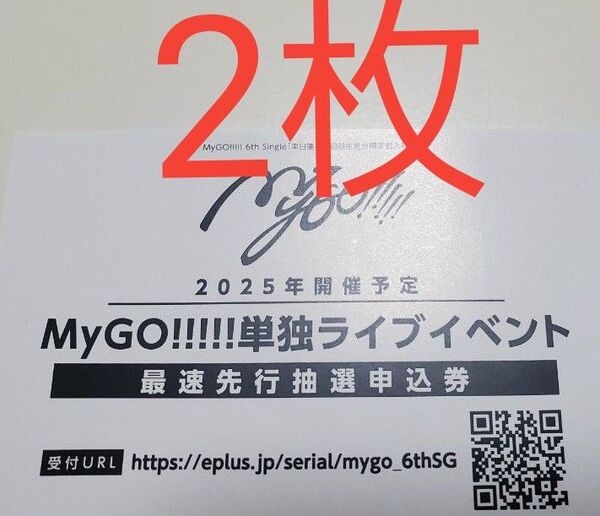 2枚
MyGO!!!!! 6th Single
MyGO!!!!!
2025年開催予定
MyGO!!!!!単独ライブイベント
最速先行抽選申込券
受付URL https://eplus.jp/serial/mygo_6thSG